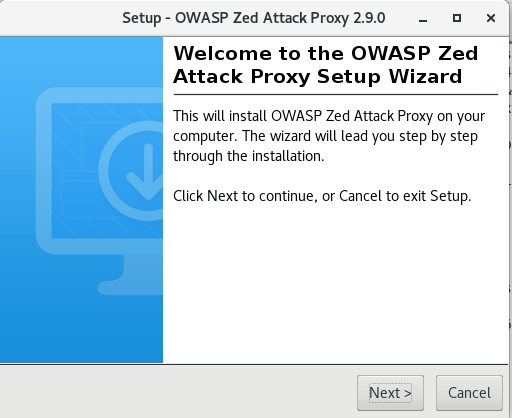 Setup - OWASP Zed Attack Proxy 2.9.0
Welcome to the OWASP Zed
Attack Proxy Setup Wizard
This will install OWASP Zed Attack Proxy on your
computer. The wizard will lead you step by step
through the installation.
Click Next to continue, or Cancel to exit Setup.
Next >
Cancel